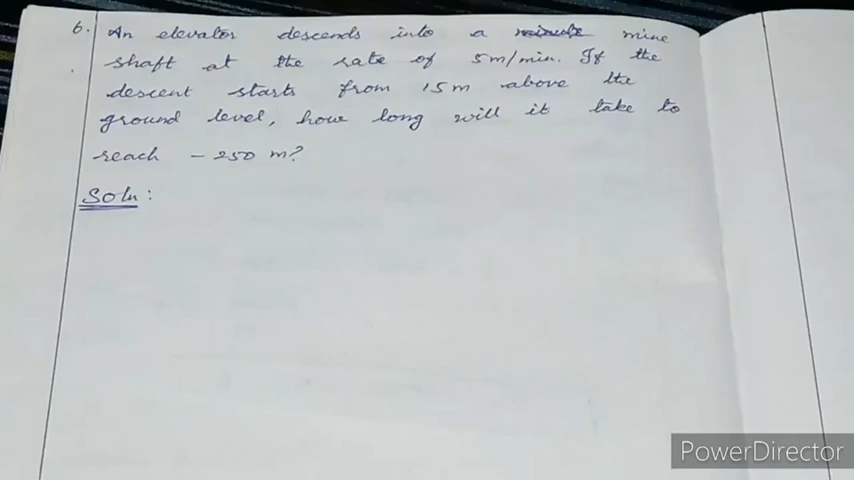 6. An elevator descends into a mine
shaft at the rate of 5m/min. If the
descent starts from 15m above the
ground level, how long will it take to
reach - 250 m?
Soln:
PowerDirector